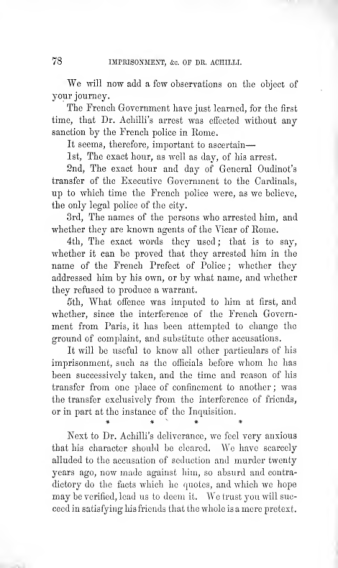 78 IMPRISONMENT, &c. OF DR. ACHILLI.
We will now add a few observations on the object of
your journey.
The French Government have just learned, for the first
time, that Dr. Achilli's arrest was effected without any
sanction by the French police in Rome.
It seems, therefore, important to ascertain—
1st, The exact hour, as well as day, of his arrest.
2nd, The exact hour and day of General Oudinot's
transfer of the Executive Government to the Cardinals,
up to which time the French police were, as we believe,
the only legal police of the city.
3rd, The names of the persons who arrested him, and
whether they are known agents of the Vicar of Rome.
4th, The exact words they used; that is to say,
whether it can be proved that they arrested him in the
name of the French Prefect of Police; whether they
addressed him by his own, or by what name, and whether
they refused to produce a warrant.
5th, What offence was imputed to him at first, and
whether, since the interference of the French Govern-
ment from Paris, it has been attempted to change the
ground of complaint, and substitute other accusations.
It will be useful to know all other particulars of his
imprisonment, such as the officials before whom he has
been successively taken, and the time and reason of his
transfer from one place of confinement to another; was
the transfer exclusively from the interference of friends,
or in part at the instance of the Inquisition.
* * * *
Next to Dr. Achilli's deliverance, we feel very anxious
that his character should be cleared. We have scarcely
alluded to the accusation of seduction and murder twenty
years ago, now made against him, so absurd and contra-
dictory do the facts which he quotes, and which we hope
may be verified, lead us to deem it. We trust you will suc-
ceed in satisfying his friends that the whole is a mere pretext.